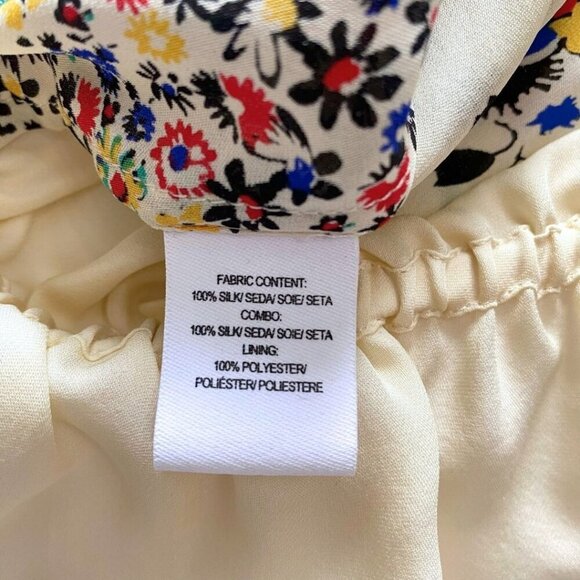 FABRIC CONTENT:
100% SILK/ SEDA/ SOIE/ SETA
COMBO:
100% SILK/ SEDA/ SOIE/ SETA
LINING:
100% POLYESTER/
POLIÉSTER/ POLIESTERE